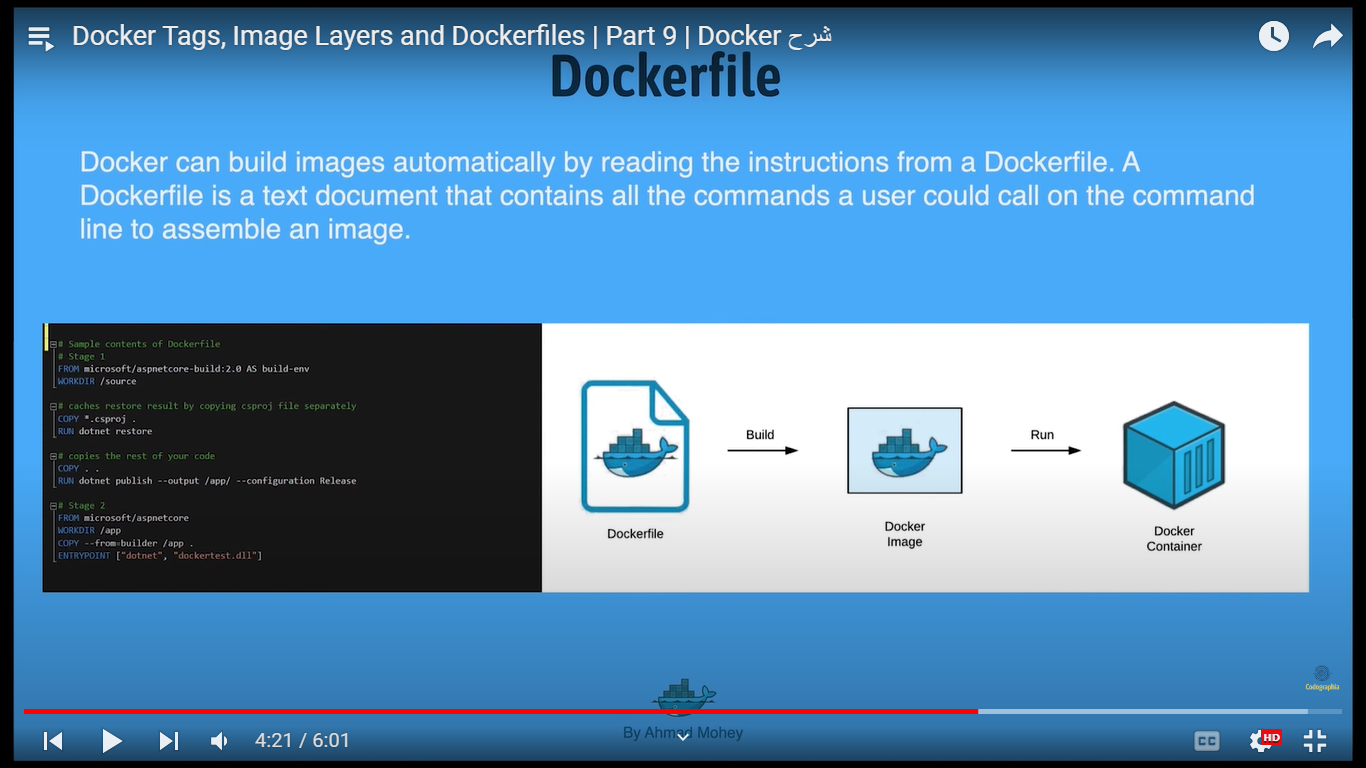 Docker Tags, Image Layers and Dockerfiles | Part 9 | Docker شرح
Dockerfile
Docker can build images automatically by reading the instructions from a Dockerfile. A
Dockerfile is a text document that contains all the commands a user could call on the command
line to assemble an image.
# Sample contents of Dockerfile
# Stage 1
FROM microsoft/aspnetcore-build:2.0 AS build-env
WORKDIR /source
# caches restore result by copying csproj file separately
COPY *.csproj .
RUN dotnet restore
# copies the rest of your code
COPY . .
RUN dotnet publish --output /app/ --configuration Release
# Stage 2
FROM microsoft/aspnetcore
WORKDIR /app
COPY --from=builder /app .
ENTRYPOINT ["dotnet", "dockertest.dll"]
Build
Run
Dockerfile
Docker
Image
Docker
Container
Codographia
By Ahmad Mohey
4:21 / 6:01
CC
HD